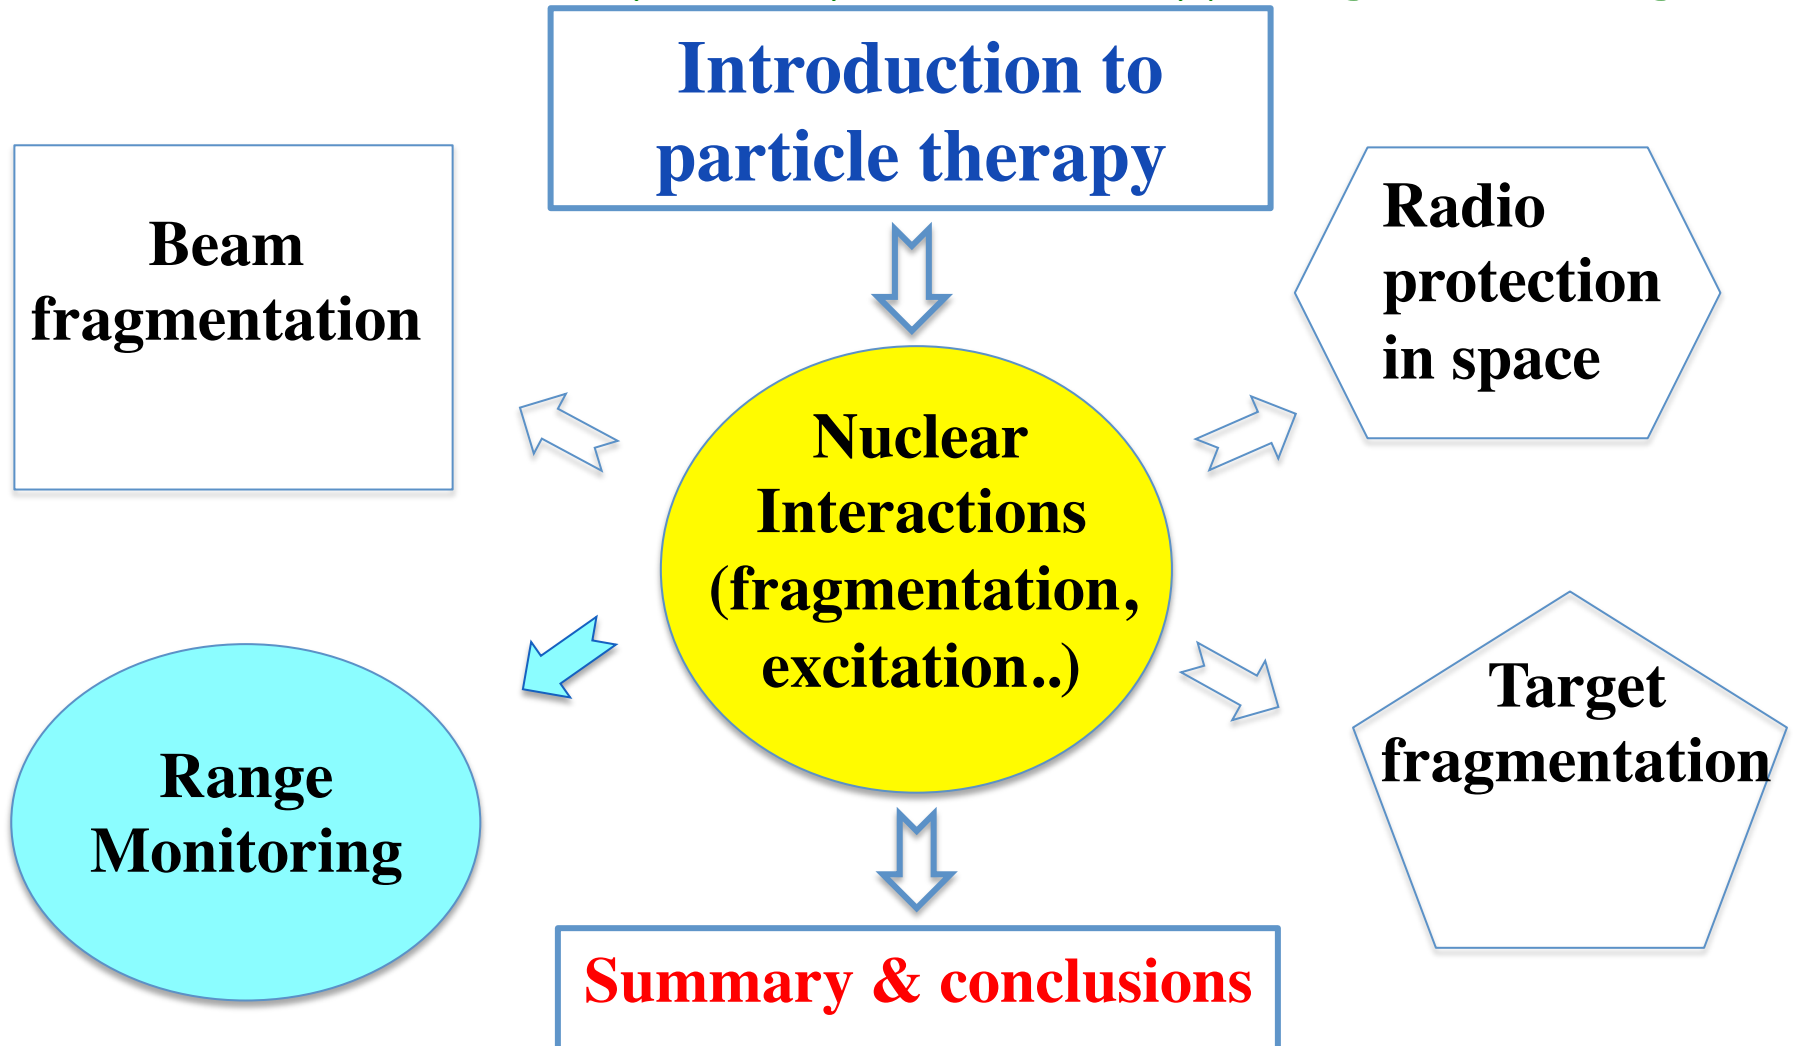 Introduction to
particle therapy
Beam
fragmentation
Radio
protection
in space
Nuclear
Interactions
(fragmentation,
excitation..)
Range
Monitoring
Target
fragmentation
Summary & conclusions